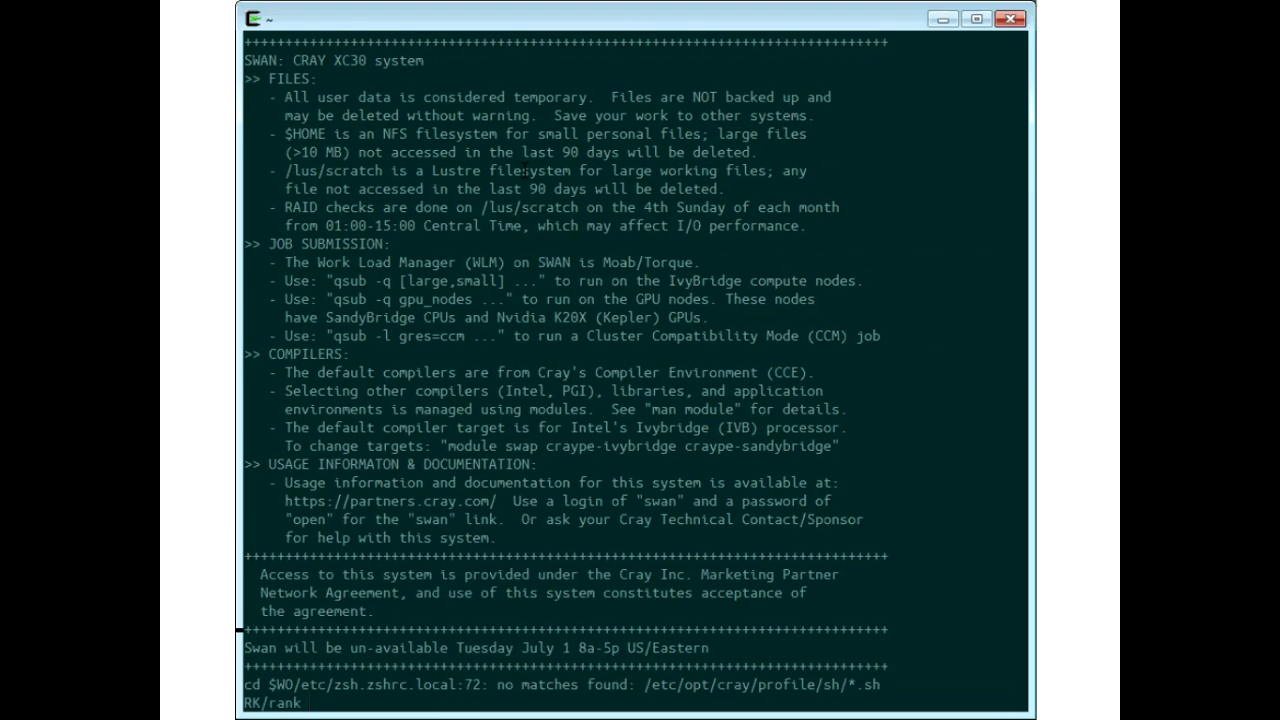 ~
+++++++++++++++++++++++++++++++++++++++++++++++++++++++++++++++++++++++++++++++
SWAN: CRAY XC30 system
>> FILES:
- All user data is considered temporary.  Files are NOT backed up and
may be deleted without warning.  Save your work to other systems.
- $HOME is an NFS filesystem for small personal files; large files
(>10 MB) not accessed in the last 90 days will be deleted.
- /lus/scratch is a Lustre filesystem for large working files; any
file not accessed in the last 90 days will be deleted.
- RAID checks are done on /lus/scratch on the 4th Sunday of each month
from 01:00-15:00 Central Time, which may affect I/O performance.
>> JOB SUBMISSION:
- The Work Load Manager (WLM) on SWAN is Moab/Torque.
- Use: "qsub -q [large,small] ..." to run on the IvyBridge compute nodes.
- Use: "qsub -q gpu_nodes ..." to run on the GPU nodes. These nodes
have SandyBridge CPUs and Nvidia K20X (Kepler) GPUs.
- Use: "qsub -l gres=ccm ..." to run a Cluster Compatibility Mode (CCM) job
>> COMPILERS:
- The default compilers are from Cray's Compiler Environment (CCE).
- Selecting other compilers (Intel, PGI), libraries, and application
environments is managed using modules.  See "man module" for details.
- The default compiler target is for Intel's Ivybridge (IVB) processor.
To change targets: "module swap craype-ivybridge craype-sandybridge"
>> USAGE INFORMATON & DOCUMENTATION:
- Usage information and documentation for this system is available at:
https://partners.cray.com/  Use a login of "swan" and a password of
"open" for the "swan" link.  Or ask your Cray Technical Contact/Sponsor
for help with this system.
+++++++++++++++++++++++++++++++++++++++++++++++++++++++++++++++++++++++++++++++
Access to this system is provided under the Cray Inc. Marketing Partner
Network Agreement, and use of this system constitutes acceptance of
the agreement.
+++++++++++++++++++++++++++++++++++++++++++++++++++++++++++++++++++++++++++++++
Swan will be un-available Tuesday July 1 8a-5p US/Eastern
+++++++++++++++++++++++++++++++++++++++++++++++++++++++++++++++++++++++++++++++
cd $WO/etc/zsh.zshrc.local:72: no matches found: /etc/opt/cray/profile/sh/*.sh
RK/rank